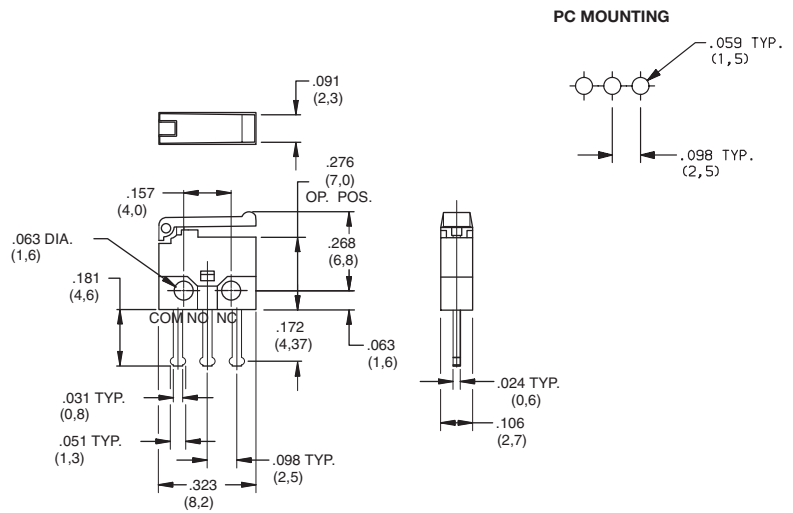 PC MOUNTING
.059 TYP.
(1,5)
.098 TYP.
(2,5)
.091
(2,3)
.276
(7,0)
OP. POS.
.157
(4,0)
.063 DIA.
(1,6)
.268
(6,8)
.181
(4,6)
COM NO NC
.172
(4,37)
.063
(1,6)
.031 TYP.
(0,8)
.051 TYP.
(1,3)
.098 TYP.
(2,5)
.323
(8,2)
.024 TYP.
(0,6)
.106
(2,7)